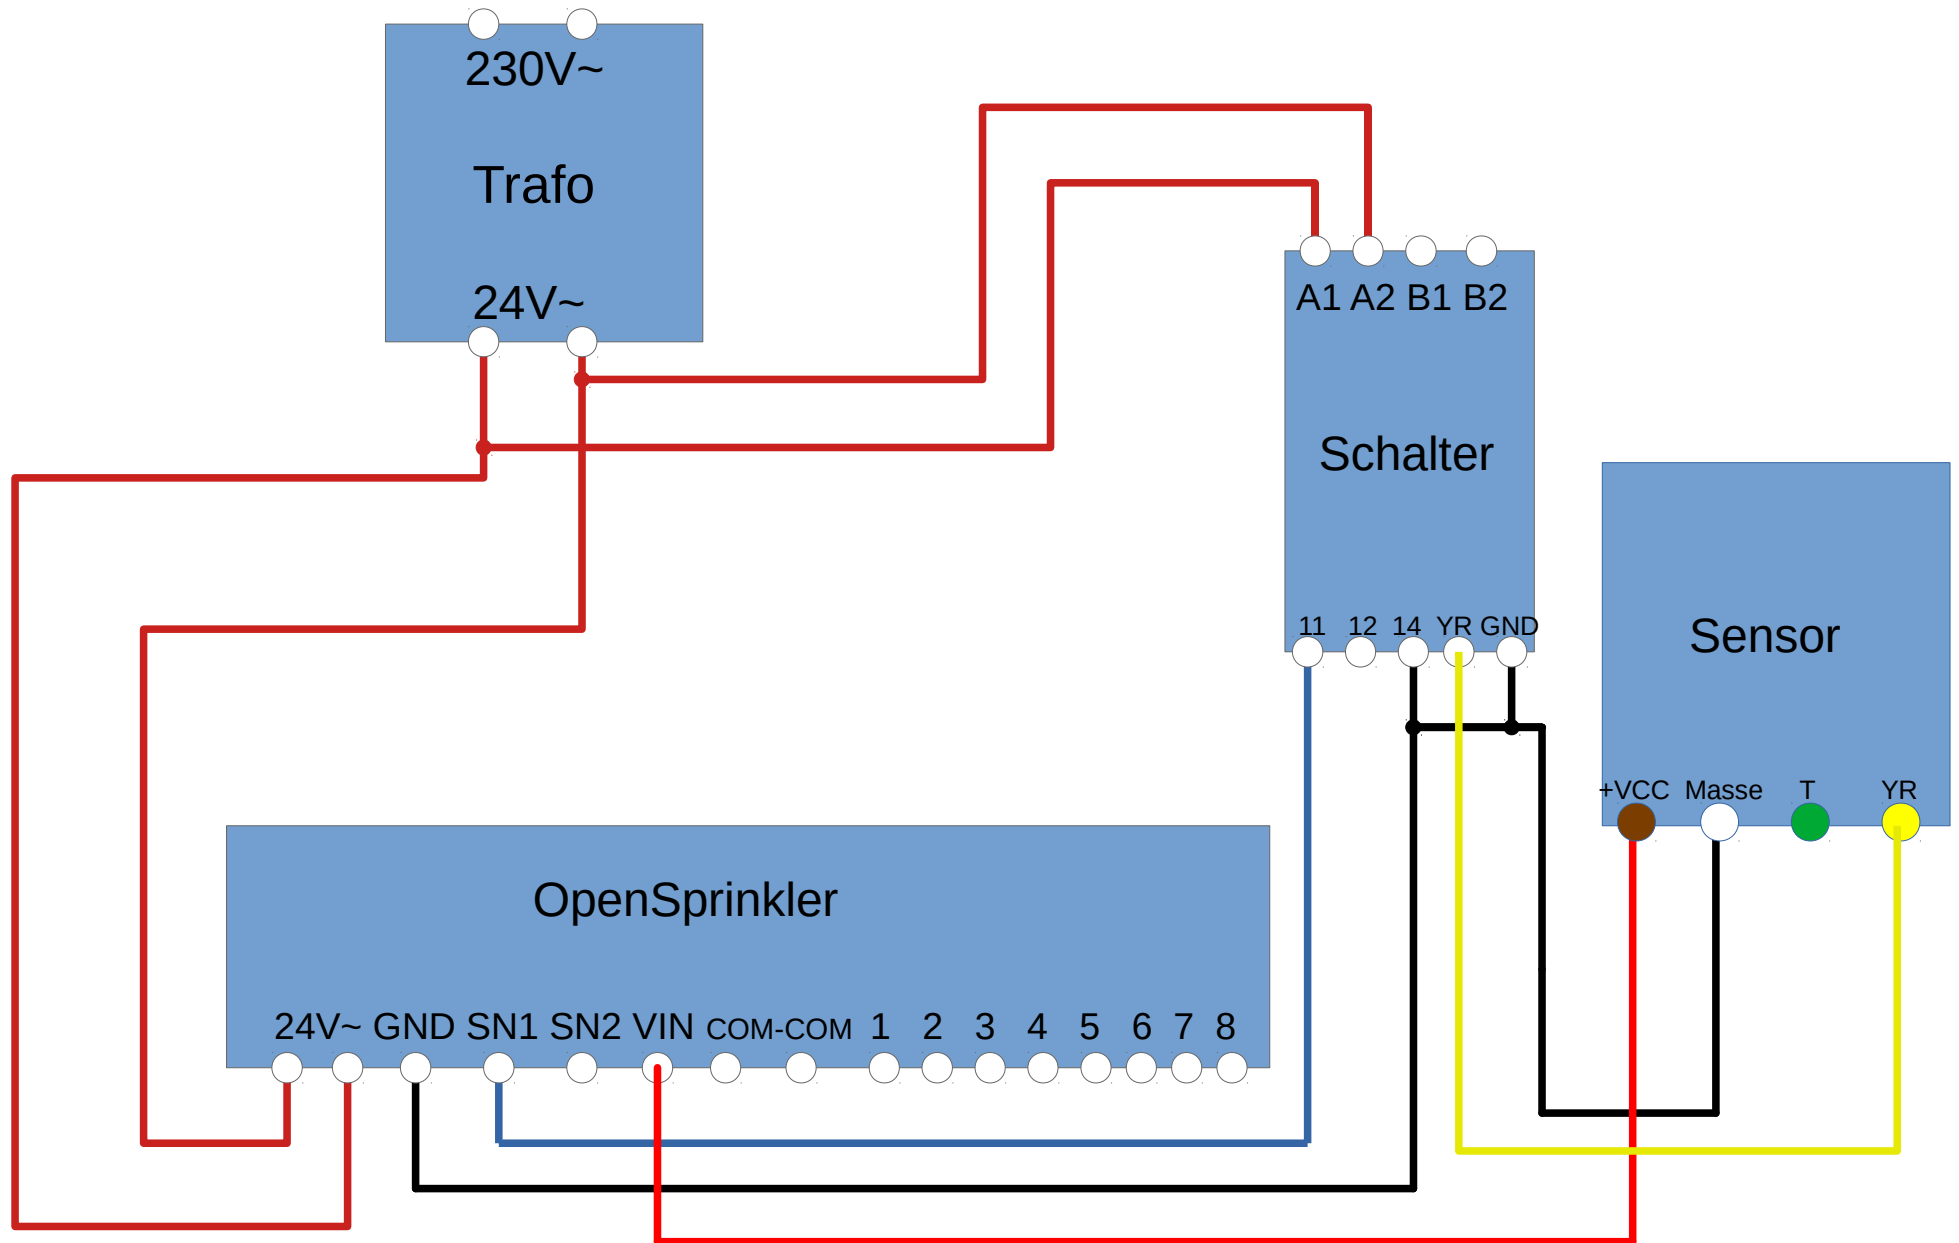 230V~
Trafo
24V~
A1 A2 B1 B2
Schalter
11 12 14 YR GND
Sensor
+VCC Masse T YR
OpenSprinkler
24V~ GND SN1 SN2 VIN COM-COM 1 2 3 4 5 6 7 8